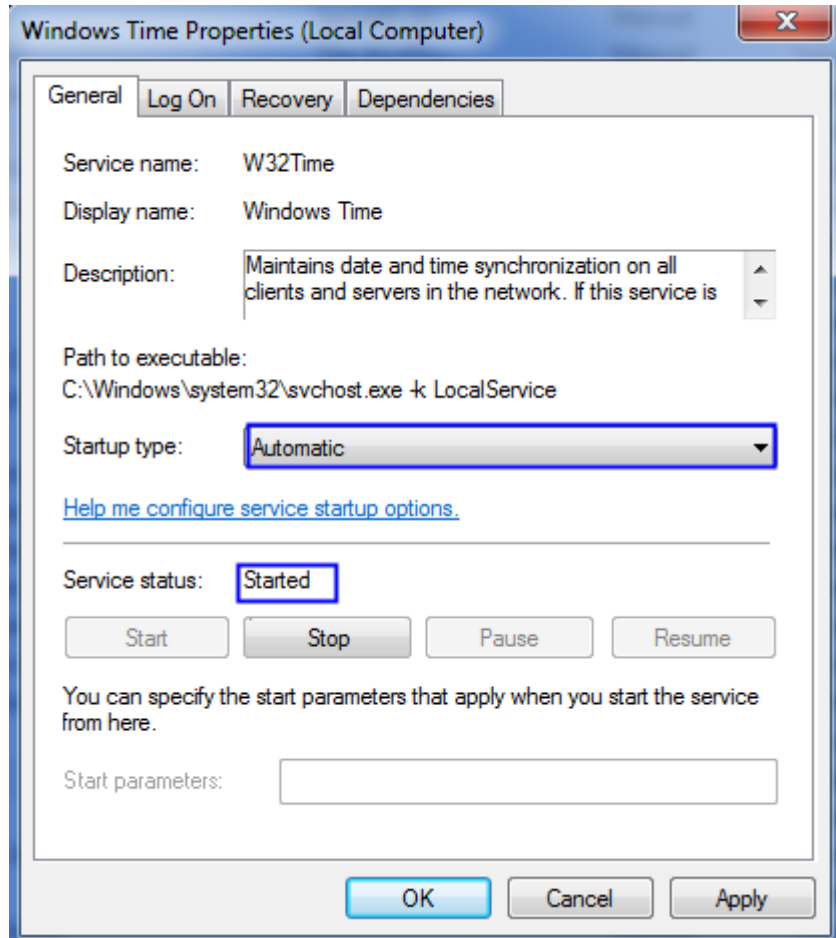 Windows Time Properties (Local Computer)
General Log On Recovery Dependencies
Service name: W32Time
Display name: Windows Time
Description: Maintains date and time synchronization on all
clients and servers in the network. If this service is
Path to executable:
C:\Windows\system32\svchost.exe -k LocalService
Startup type: Automatic
Help me configure service startup options.
Service status: Started
Start Stop Pause Resume
You can specify the start parameters that apply when you start the service
from here.
Start parameters:
OK Cancel Apply